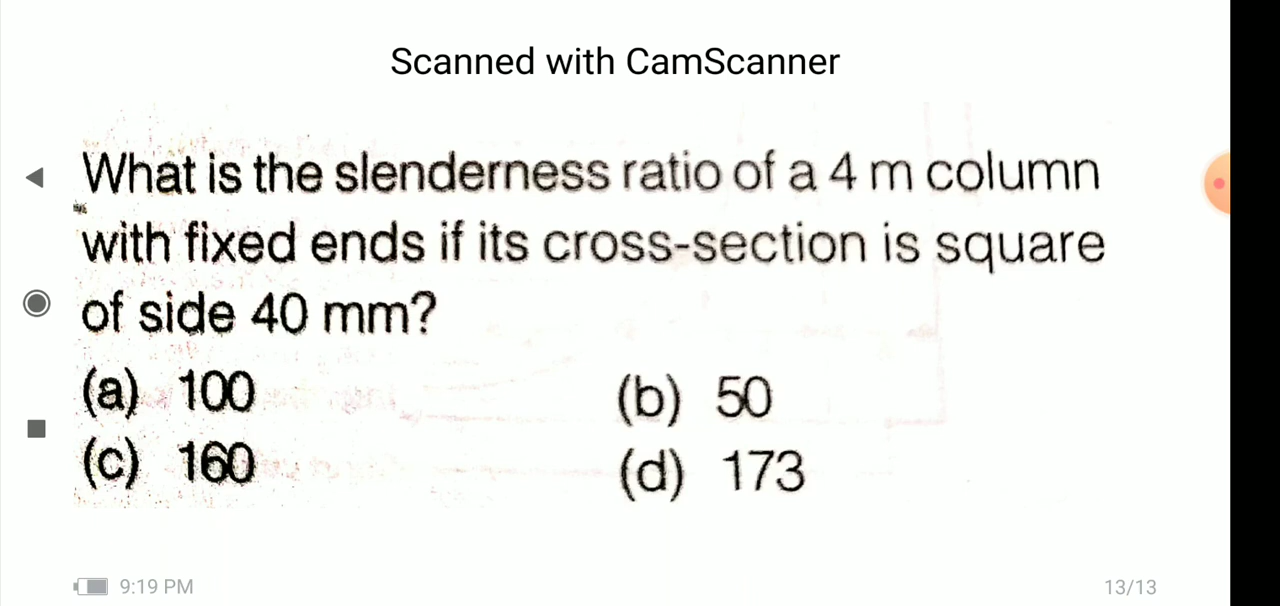 Scanned with CamScanner
What is the slenderness ratio of a 4 m column
with fixed ends if its cross-section is square
of side 40 mm?
(a) 100 (b) 50
(c) 160 (d) 173
9:19 PM 13/13